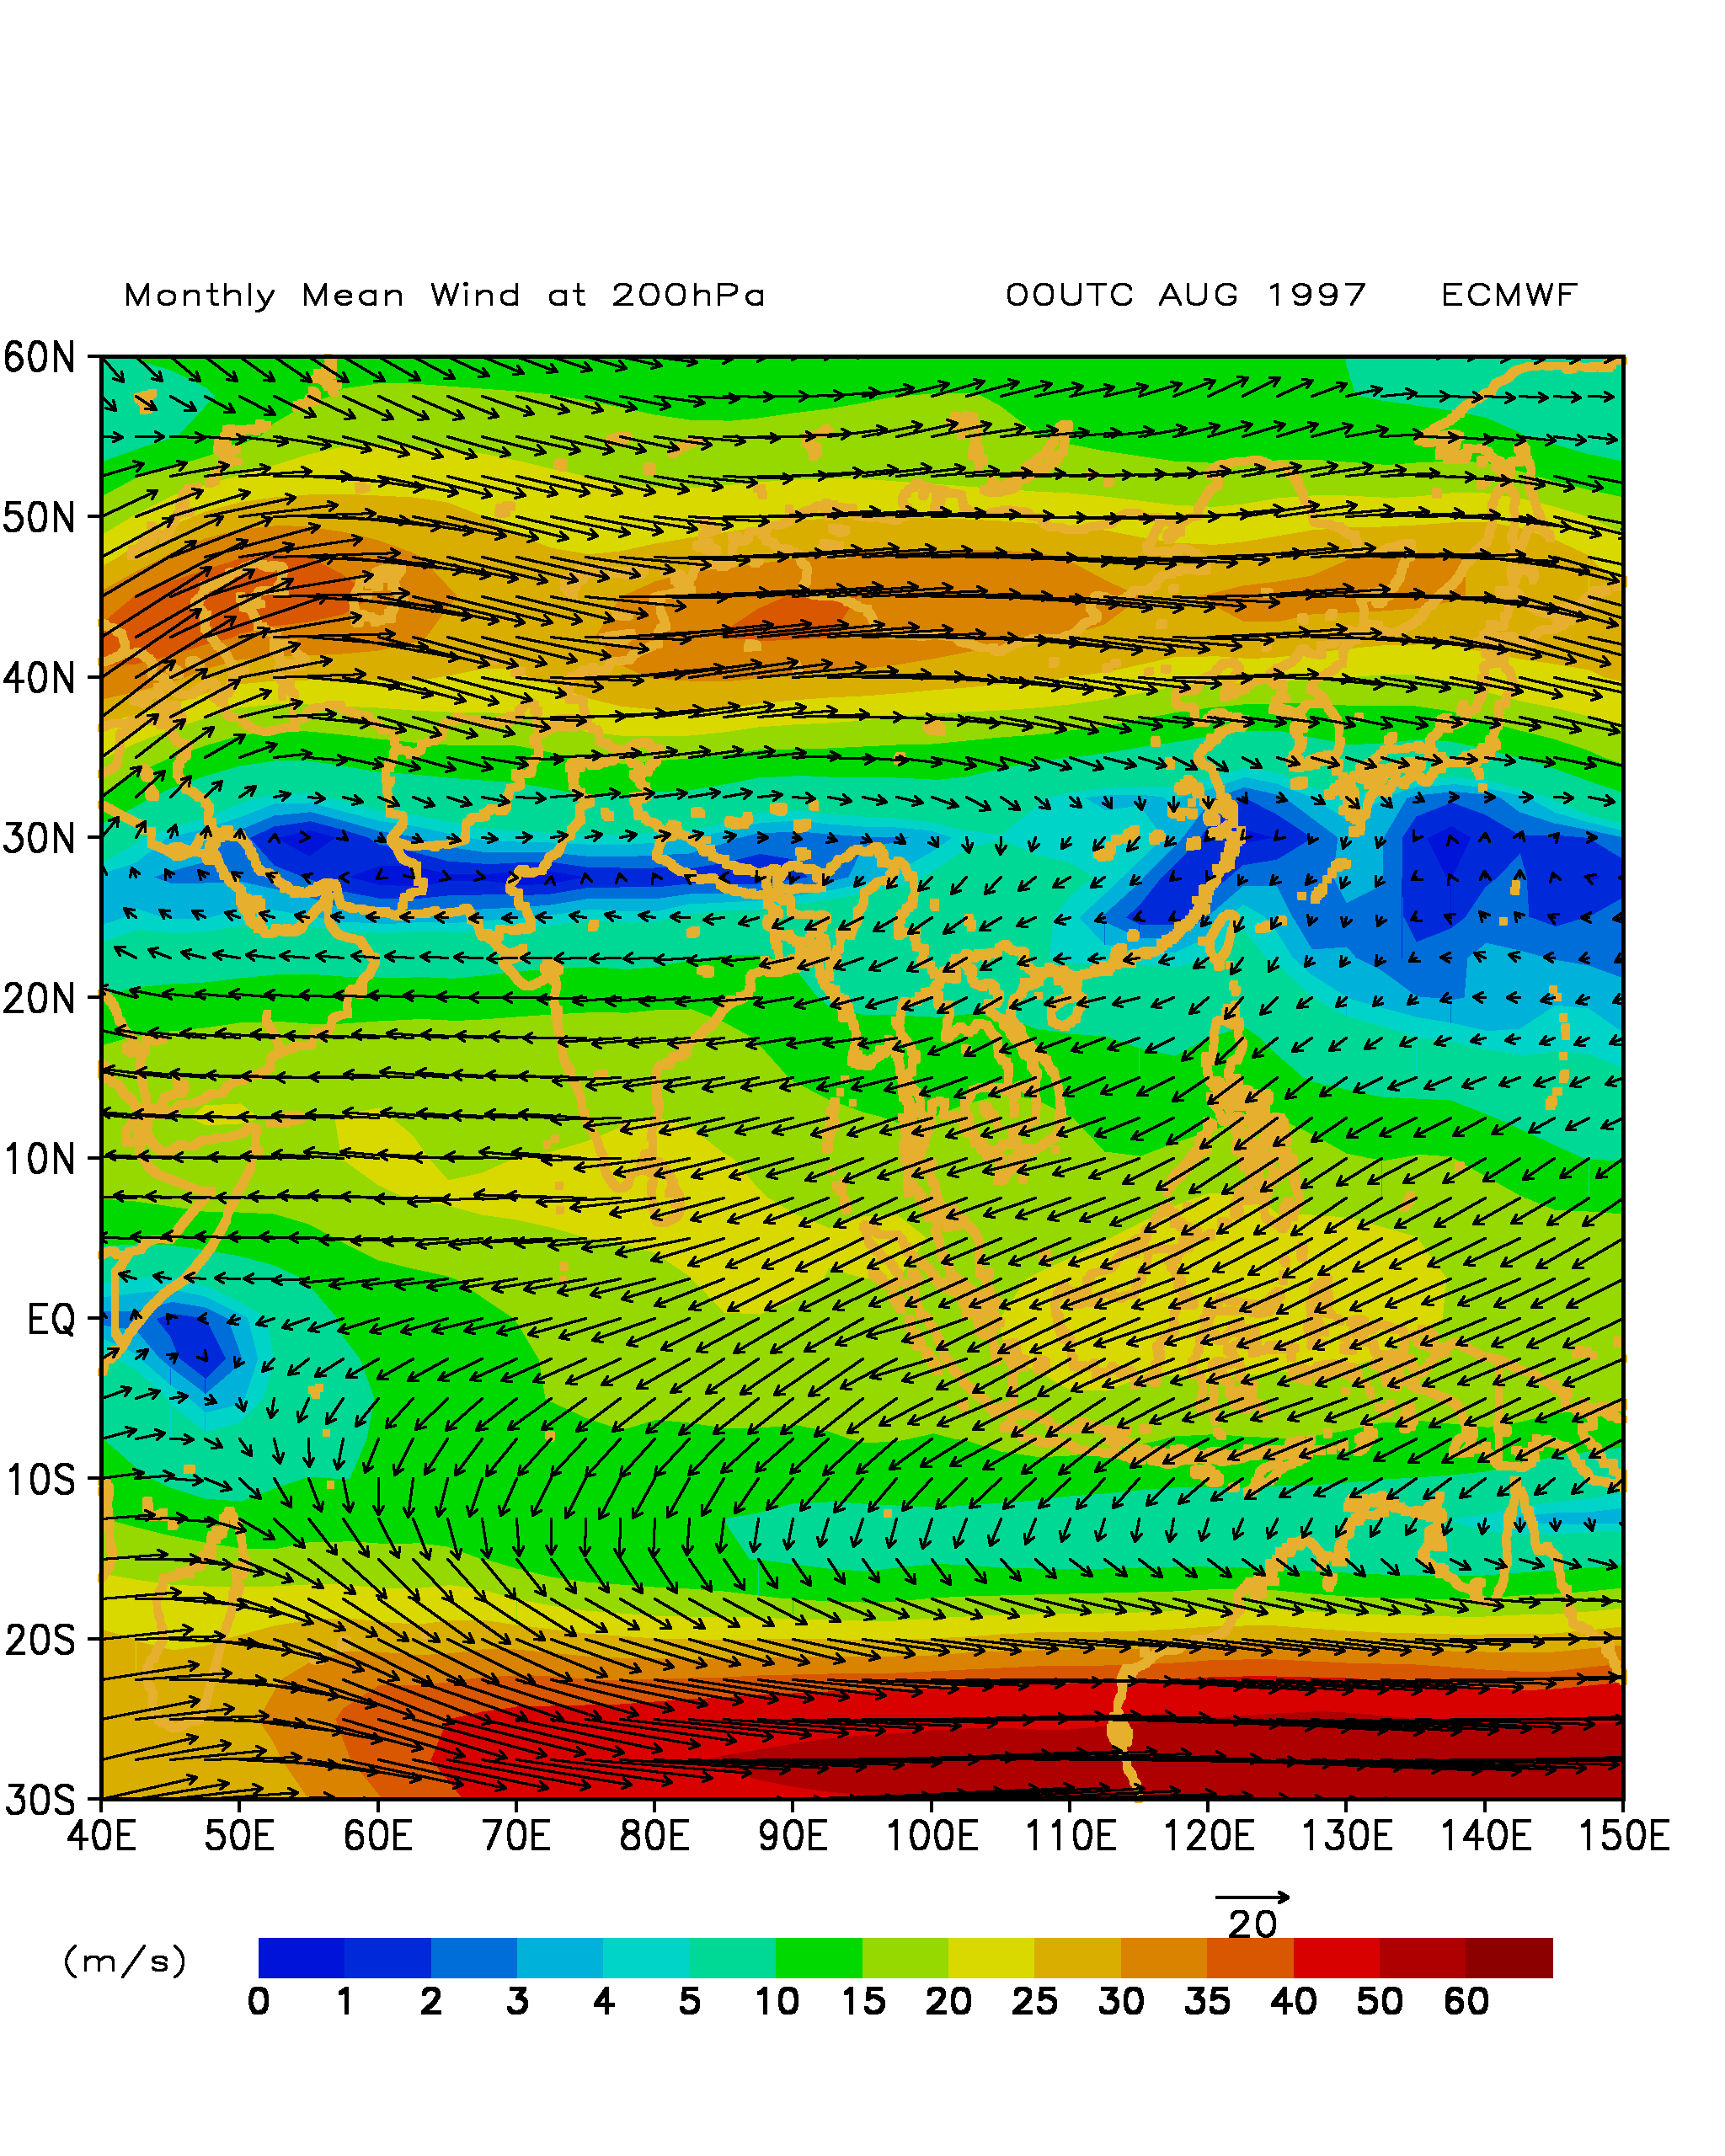 Monthly Mean Wind at 200hPa 00UTC AUG 1997 ECMWF
60N
50N
40N
30N
20N
10N
EQ
10S
20S
30S
40E 50E 60E 70E 80E 90E 100E 110E 120E 130E 140E 150E
20
(m/s)
0 1 2 3 4 5 10 15 20 25 30 35 40 50 60